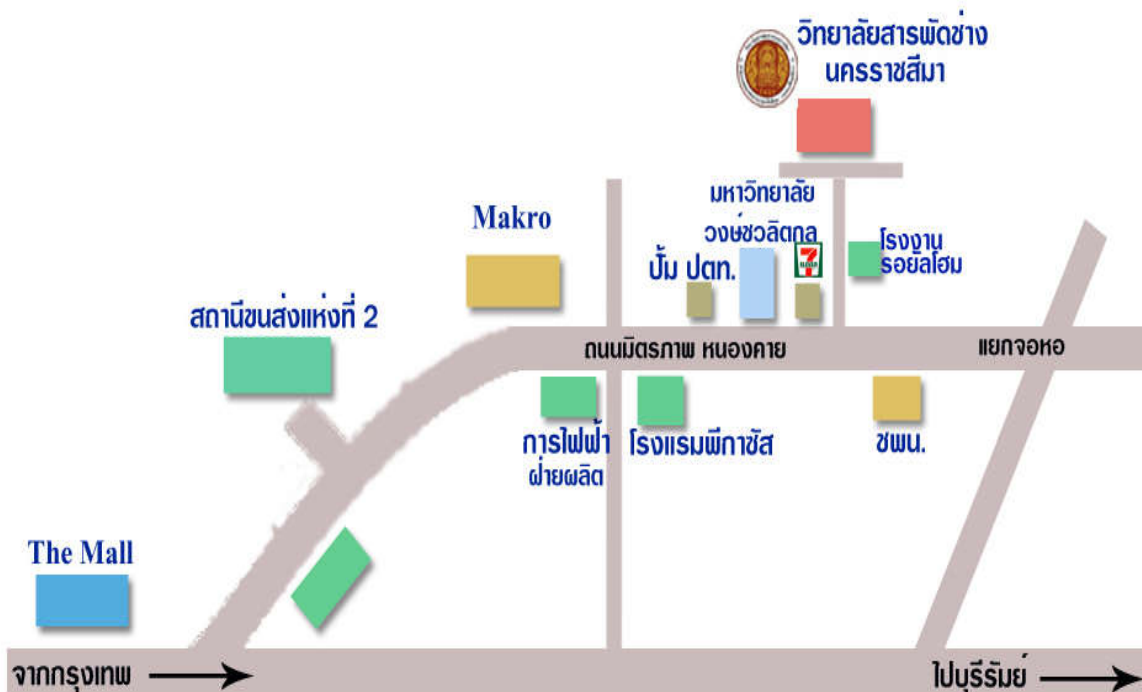 วิทยาลัยสารพัดช่าง
นครราชสีมา
มหาวิทยาลัย
วงษ์ชวลิตกุล
Makro
โรงงาน
รอยัลโฮม
ปั้ม ปตท.
7
สถานีขนส่งแห่งที่ 2
ถนนมิตรภาพ หนองคาย
แยกจอหอ
การไฟฟ้า
ฝ่ายผลิต
โรงแรมพีกาซัส
ชพน.
The Mall
จากกรุงเทพ
ไปบุรีรัมย์